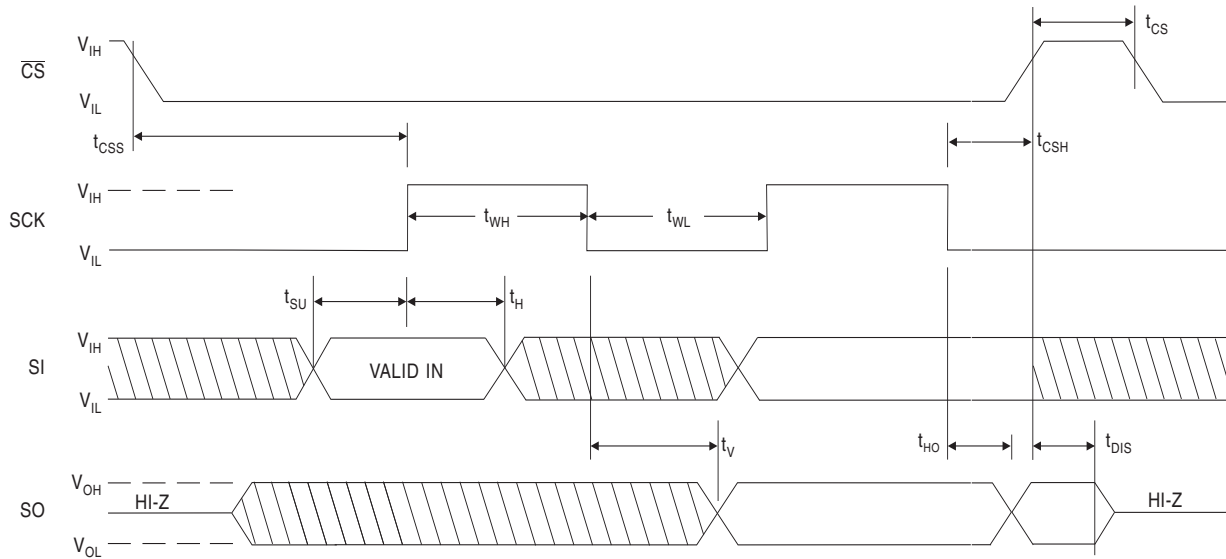 t_CS
V_IH
C̅S̅
V_IL
t_CSS
t_CSH
V_IH
SCK
t_WH
t_WL
V_IL
t_SU
t_H
V_IH
SI
VALID IN
V_IL
t_V
t_HO
t_DIS
V_OH
HI-Z
HI-Z
SO
V_OL